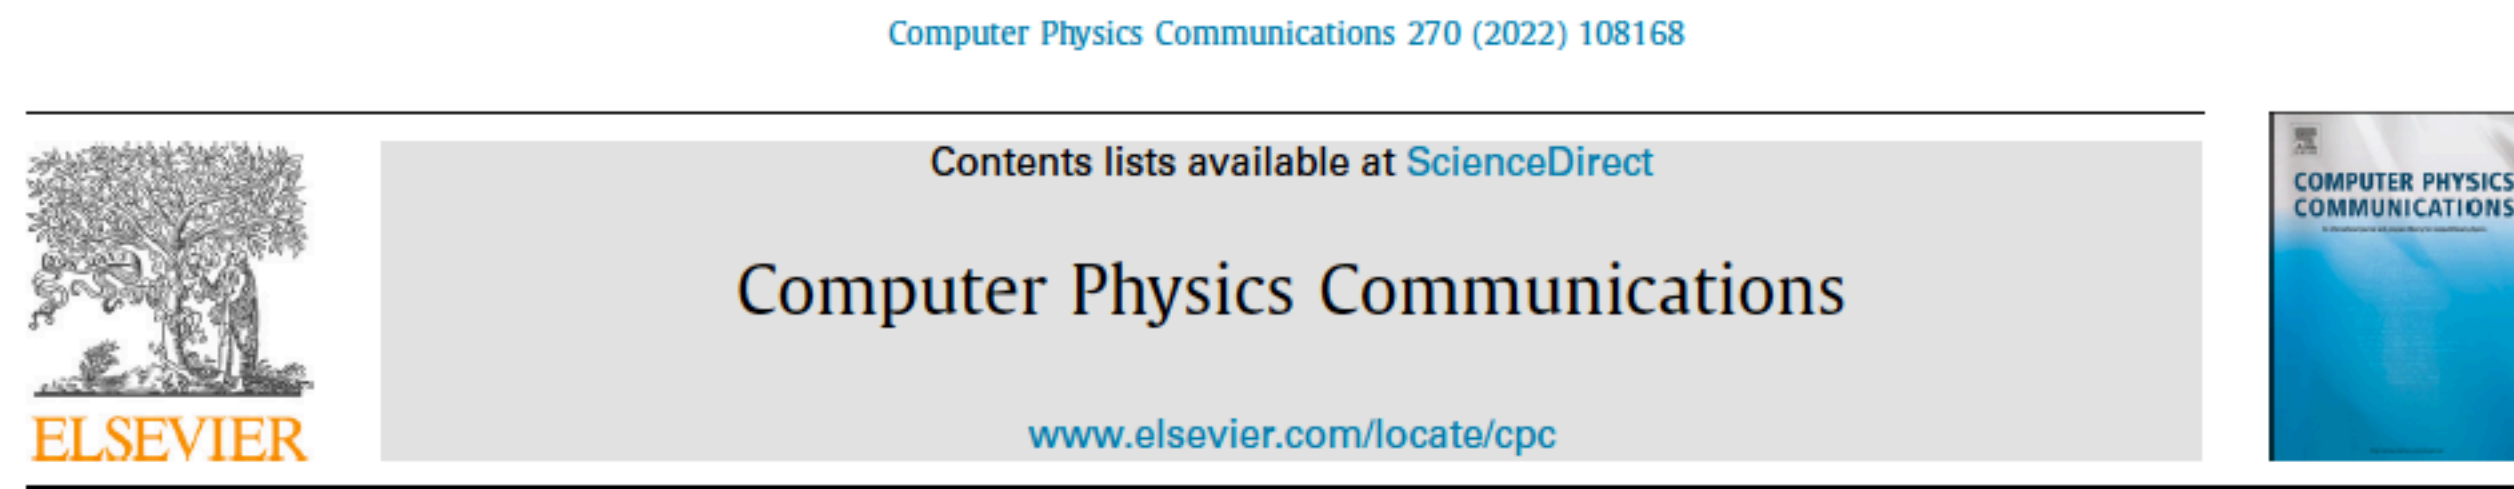 Computer Physics Communications 270 (2022) 108168
Contents lists available at ScienceDirect
Computer Physics Communications
www.elsevier.com/locate/cpc
ELSEVIER
COMPUTER PHYSICS
COMMUNICATIONS